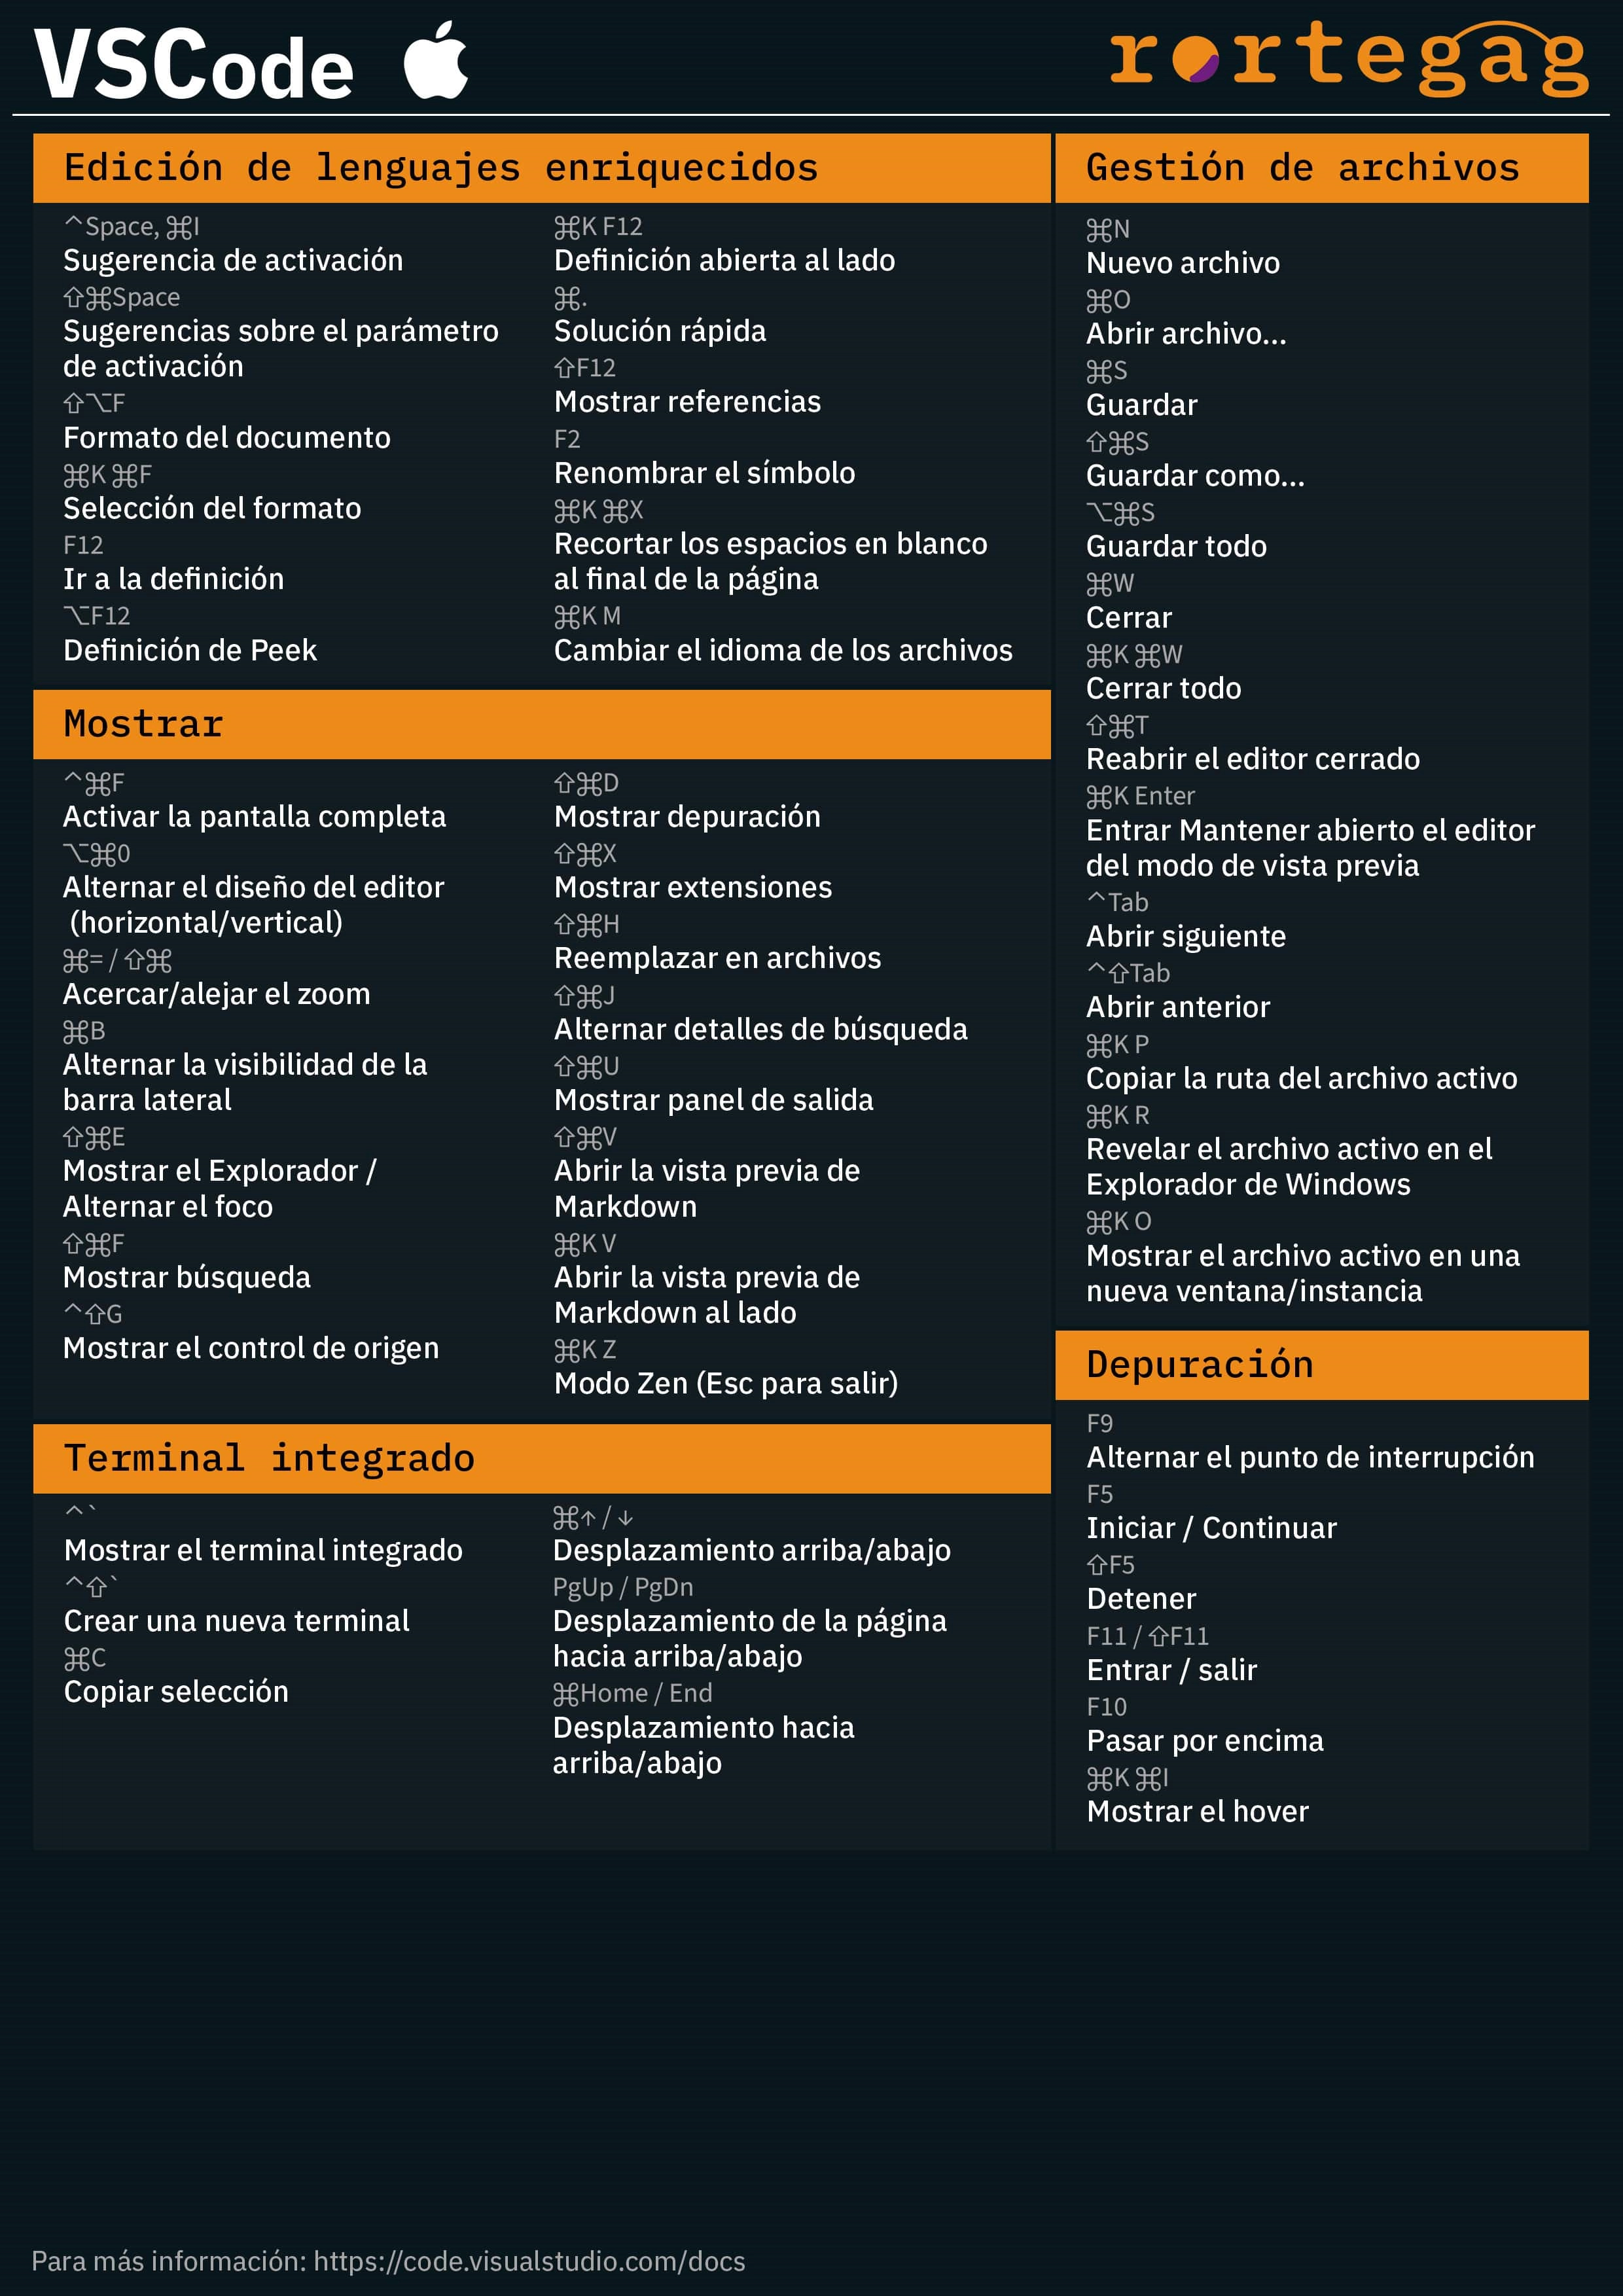 VSCode
rortegag
Edición de lenguajes enriquecidos
^Space, ⌘I
Sugerencia de activación
⇧⌘Space
Sugerencias sobre el parámetro
de activación
⇧⌥F
Formato del documento
⌘K ⌘F
Selección del formato
F12
Ir a la definición
⌥F12
Definición de Peek
⌘K F12
Definición abierta al lado
⌘.
Solución rápida
⇧F12
Mostrar referencias
F2
Renombrar el símbolo
⌘K ⌘X
Recortar los espacios en blanco
al final de la página
⌘K M
Cambiar el idioma de los archivos
Mostrar
^⌘F
Activar la pantalla completa
⌥⌘0
Alternar el diseño del editor
(horizontal/vertical)
⌘= / ⇧⌘
Acercar/alejar el zoom
⌘B
Alternar la visibilidad de la
barra lateral
⇧⌘E
Mostrar el Explorador /
Alternar el foco
⇧⌘F
Mostrar búsqueda
^⇧G
Mostrar el control de origen
⇧⌘D
Mostrar depuración
⇧⌘X
Mostrar extensiones
⇧⌘H
Reemplazar en archivos
⇧⌘J
Alternar detalles de búsqueda
⇧⌘U
Mostrar panel de salida
⇧⌘V
Abrir la vista previa de
Markdown
⌘K V
Abrir la vista previa de
Markdown al lado
⌘K Z
Modo Zen (Esc para salir)
Terminal integrado
^`
Mostrar el terminal integrado
^⇧`
Crear una nueva terminal
⌘C
Copiar selección
⌘↑ / ↓
Desplazamiento arriba/abajo
PgUp / PgDn
Desplazamiento de la página
hacia arriba/abajo
⌘Home / End
Desplazamiento hacia
arriba/abajo
Gestión de archivos
⌘N
Nuevo archivo
⌘O
Abrir archivo...
⌘S
Guardar
⇧⌘S
Guardar como...
⌥⌘S
Guardar todo
⌘W
Cerrar
⌘K ⌘W
Cerrar todo
⇧⌘T
Reabrir el editor cerrado
⌘K Enter
Entrar Mantener abierto el editor
del modo de vista previa
^Tab
Abrir siguiente
^⇧Tab
Abrir anterior
⌘K P
Copiar la ruta del archivo activo
⌘K R
Revelar el archivo activo en el
Explorador de Windows
⌘K O
Mostrar el archivo activo en una
nueva ventana/instancia
Depuración
F9
Alternar el punto de interrupción
F5
Iniciar / Continuar
⇧F5
Detener
F11 / ⇧F11
Entrar / salir
F10
Pasar por encima
⌘K ⌘I
Mostrar el hover
Para más información: https://code.visualstudio.com/docs